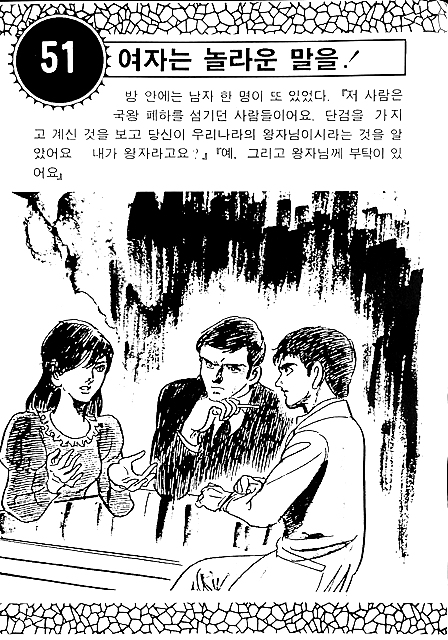 51
여자는 놀라운 말을!
방 안에는 남자 한 명이 또 있었다. 『저 사람은
국왕 폐하를 섬기던 사람들이어요. 단검을 가지
고 계신 것을 보고 당신이 우리나라의 왕자님이시라는 것을 알
았어요 내가 왕자라고요?』『예. 그리고 왕자님께 부탁이 있
어요』